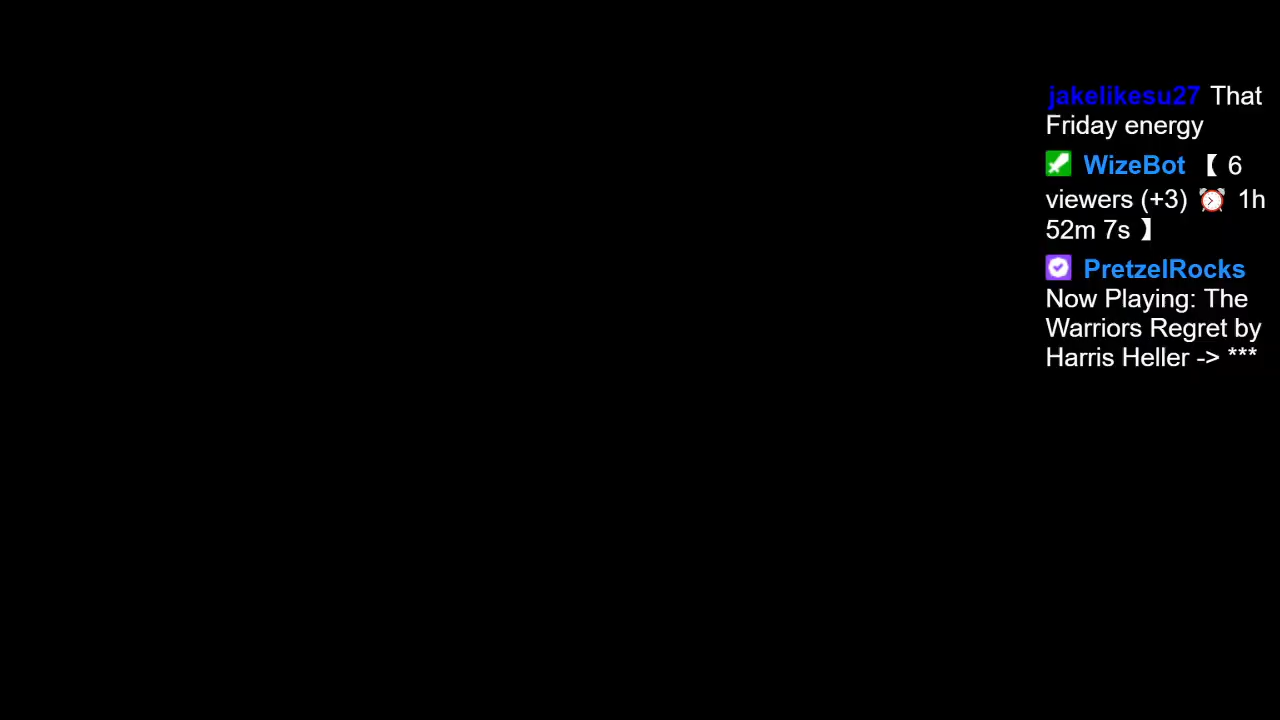 jakelikesu27 That
Friday energy
WizeBot 【 6
viewers (+3) ⏰ 1h
52m 7s 】
PretzelRocks
Now Playing: The
Warriors Regret by
Harris Heller -> ***